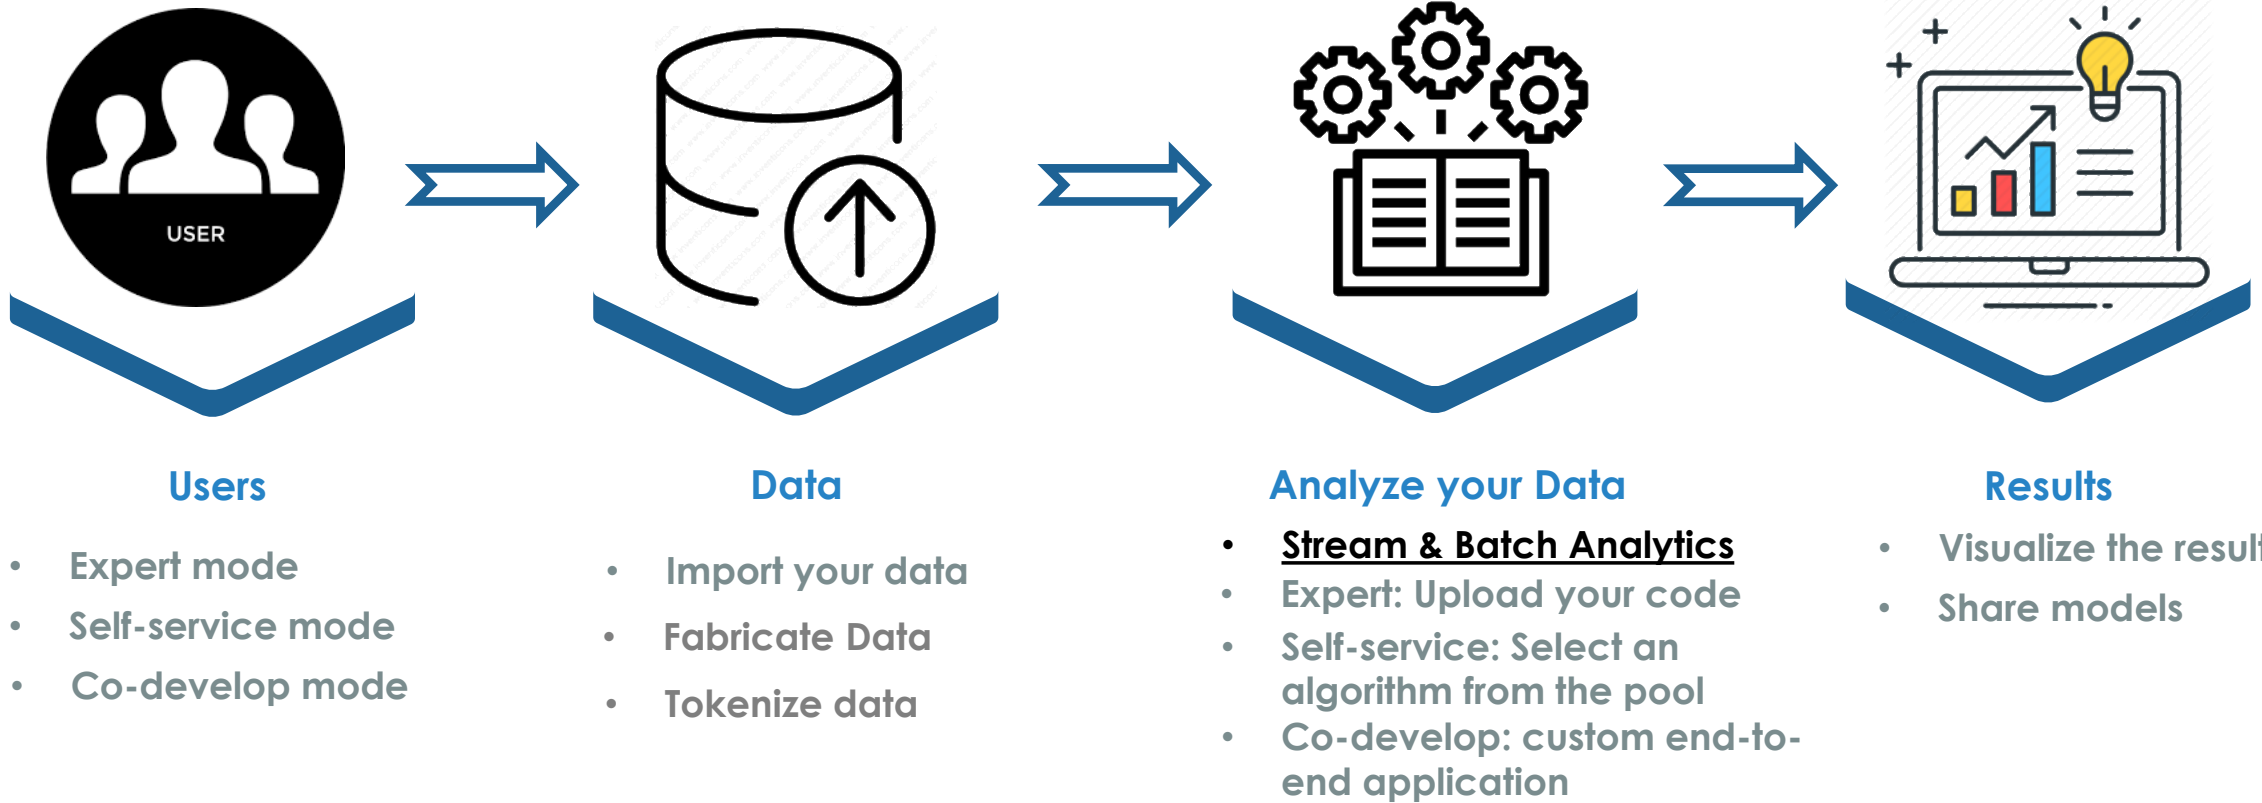 USER
Users
• Expert mode
• Self-service mode
• Co-develop mode
Data
• Import your data
• Fabricate Data
• Tokenize data
Analyze your Data
• Stream & Batch Analytics
• Expert: Upload your code
• Self-service: Select an
algorithm from the pool
• Co-develop: custom end-to-
end application
Results
• Visualize the result
• Share models